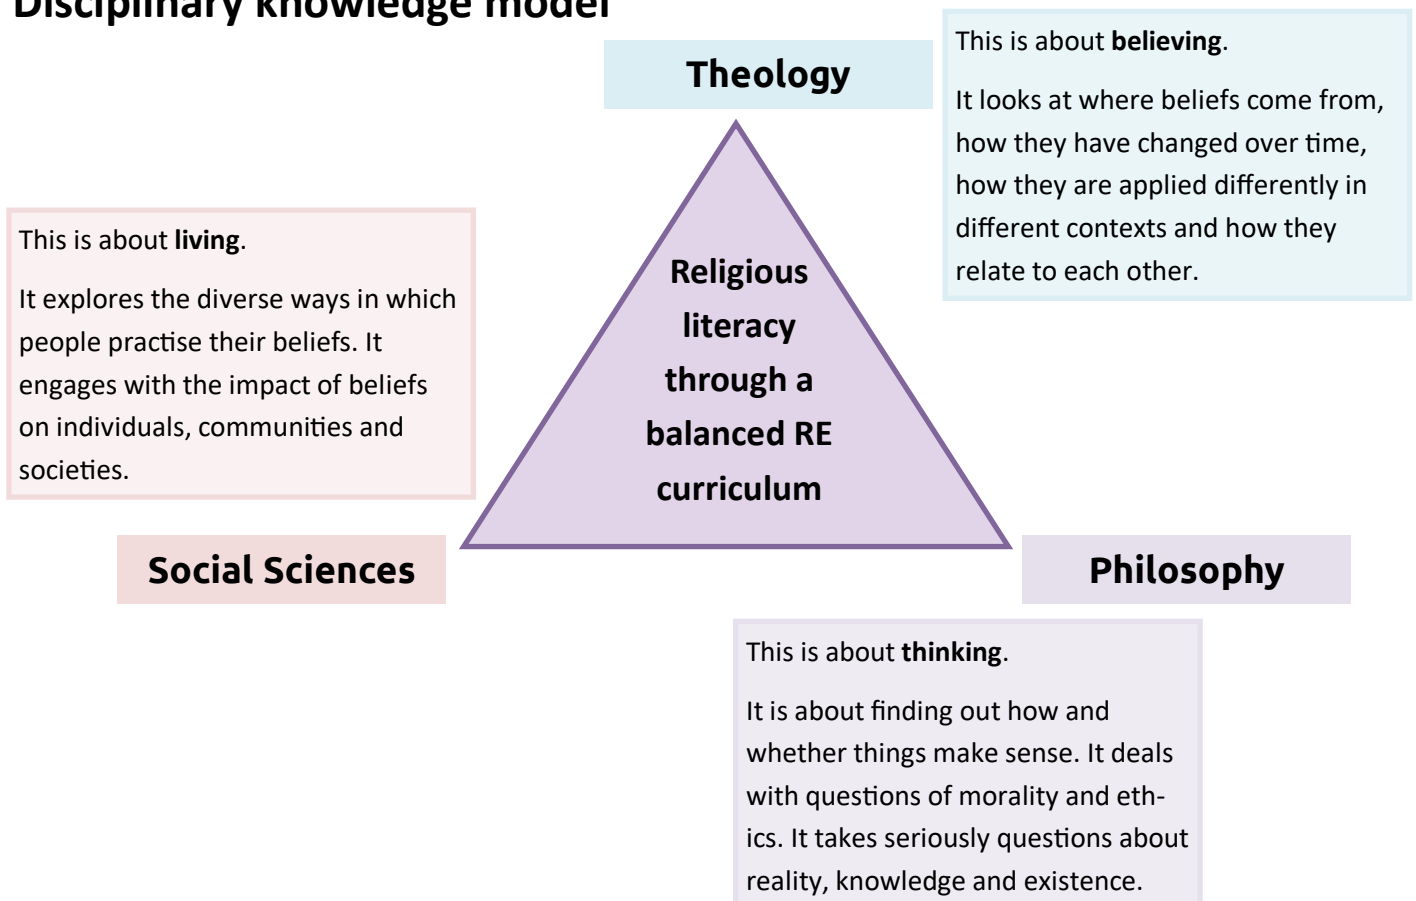 Disciplinary knowledge model
Theology
This is about believing.
It looks at where beliefs come from,
how they have changed over time,
how they are applied differently in
different contexts and how they
relate to each other.
This is about living.
It explores the diverse ways in which
people practise their beliefs. It
engages with the impact of beliefs
on individuals, communities and
societies.
Religious
literacy
through a
balanced RE
curriculum
Social Sciences
Philosophy
This is about thinking.
It is about finding out how and
whether things make sense. It deals
with questions of morality and eth-
ics. It takes seriously questions about
reality, knowledge and existence.